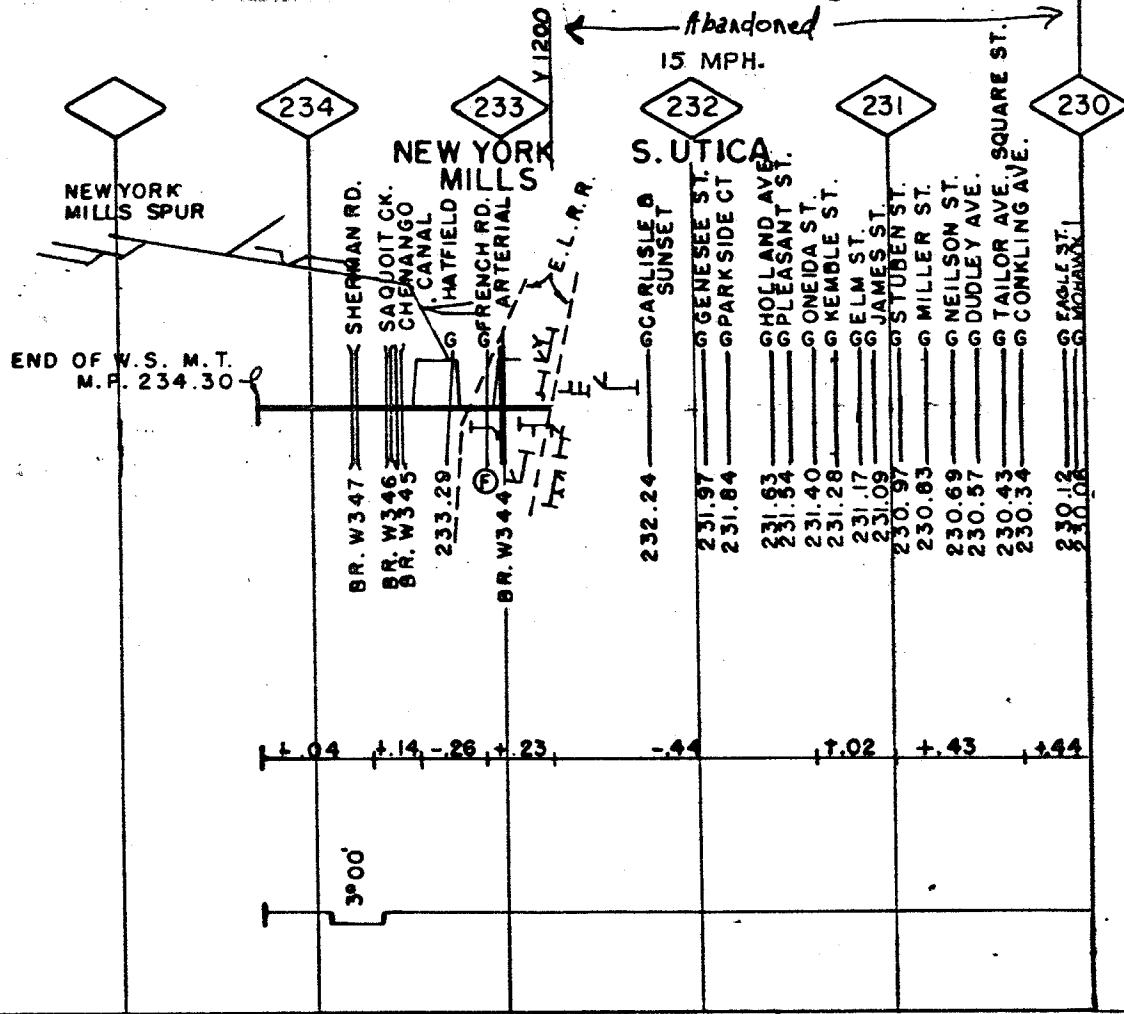 Abandoned
15 MPH.
Y 1200
234
233
232
231
230
NEW YORK
MILLS
S. UTICA
NEW YORK
MILLS SPUR
SHERMAN RD.
SAQUOIT CK.
CHENANGO
CANAL
HATFIELD
FRENCH RD.
ARTERIAL
E.L.R.R.
CARLISLE &
SUNSET
GENESEE ST.
PARKSIDE CT
HOLLAND AVE
PLEASANT ST.
ONEIDA ST.
KEMBLE ST.
ELM ST.
JAMES ST.
STUBEN ST.
MILLER ST.
NEILSON ST.
DUDLEY AVE.
TAILOR AVE. SQUARE ST.
CONKLING AVE.
EAGLE ST.
MOHAWK
G G G G G G G G G G G G G G G G G G
END OF W.S. M.T.
M.P. 234.30
F
BR. W347
BR. W346
BR. W345
233.29
BR. W344
232.24
231.97
231.84
231.63
231.54
231.40
231.28
231.17
231.09
230.97
230.83
230.69
230.57
230.43
230.34
230.12
230.08
+.04 +.14 -.26 +.23 -.44 +.02 +.43 +.44
3°00'